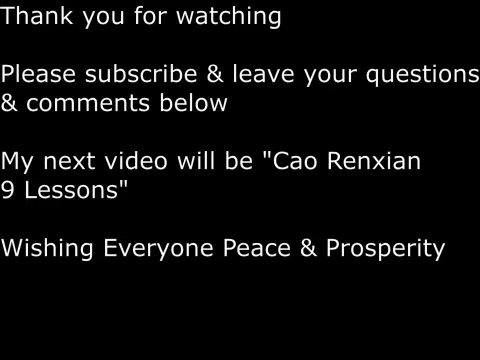 Thank you for watching
Please subscribe & leave your questions
& comments below
My next video will be "Cao Renxian
9 Lessons"
Wishing Everyone Peace & Prosperity